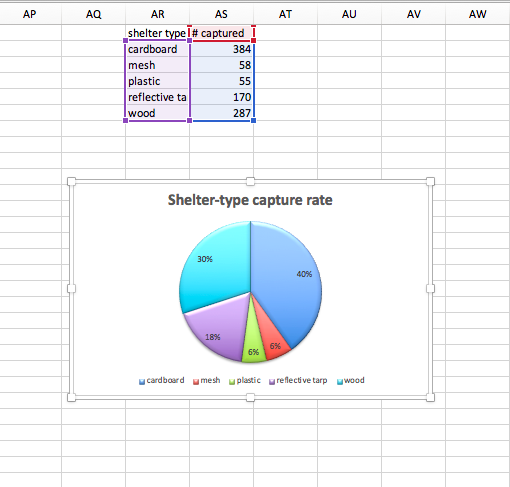 AP AQ AR AS AT AU AV AW
shelter type # captured
cardboard 384
mesh 58
plastic 55
reflective ta 170
wood 287
Shelter-type capture rate
30%
40%
18%
6%
6%
cardboard mesh plastic reflective tarp wood